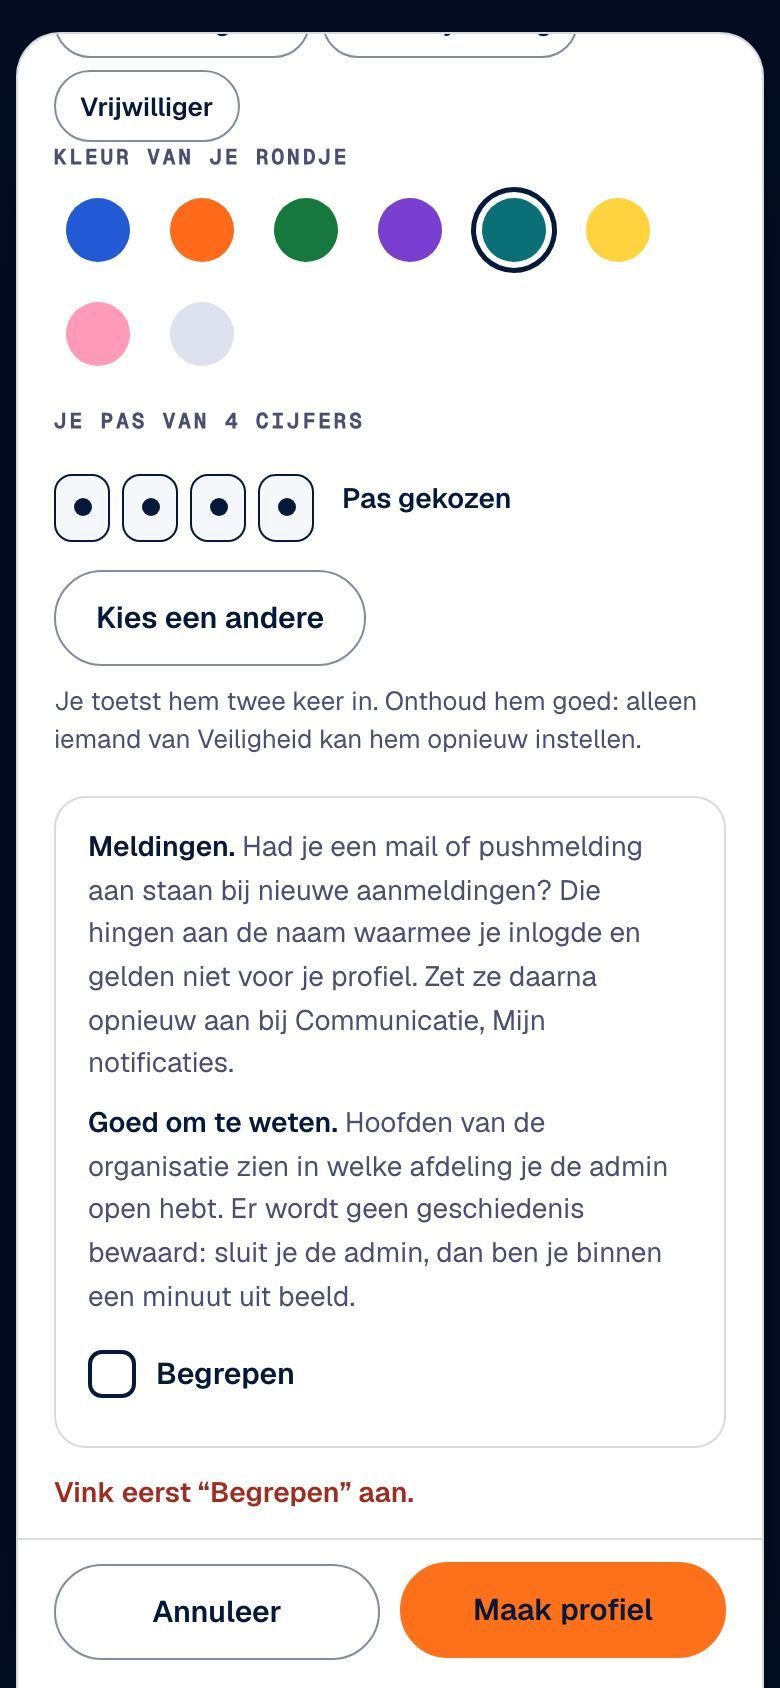 Vrijwilliger
KLEUR VAN JE RONDJE
JE PAS VAN 4 CIJFERS
Pas gekozen
Kies een andere
Je toetst hem twee keer in. Onthoud hem goed: alleen
iemand van Veiligheid kan hem opnieuw instellen.
Meldingen. Had je een mail of pushmelding
aan staan bij nieuwe aanmeldingen? Die
hingen aan de naam waarmee je inlogde en
gelden niet voor je profiel. Zet ze daarna
opnieuw aan bij Communicatie, Mijn
notificaties.
Goed om te weten. Hoofden van de
organisatie zien in welke afdeling je de admin
open hebt. Er wordt geen geschiedenis
bewaard: sluit je de admin, dan ben je binnen
een minuut uit beeld.
Begrepen
Vink eerst “Begrepen” aan.
Annuleer
Maak profiel